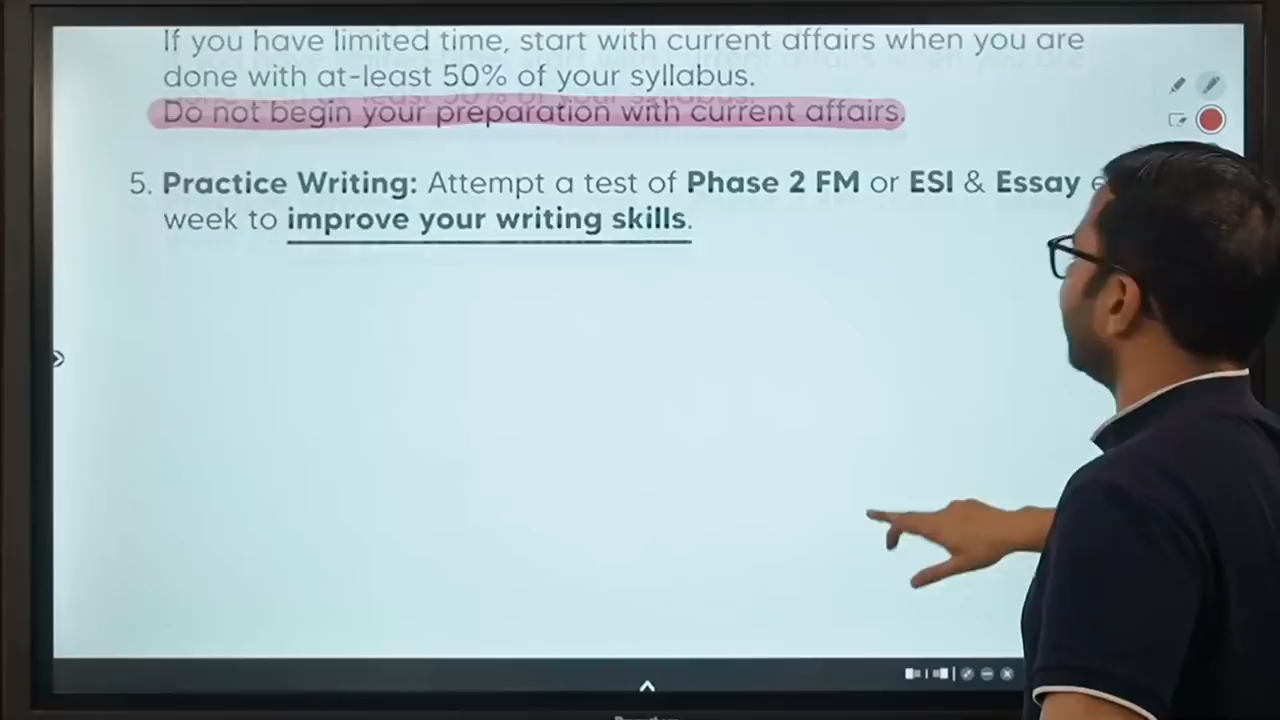 If you have limited time, start with current affairs when you are
done with at-least 50% of your syllabus.
Do not begin your preparation with current affairs.
5. Practice Writing: Attempt a test of Phase 2 FM or ESI & Essay
week to improve your writing skills.